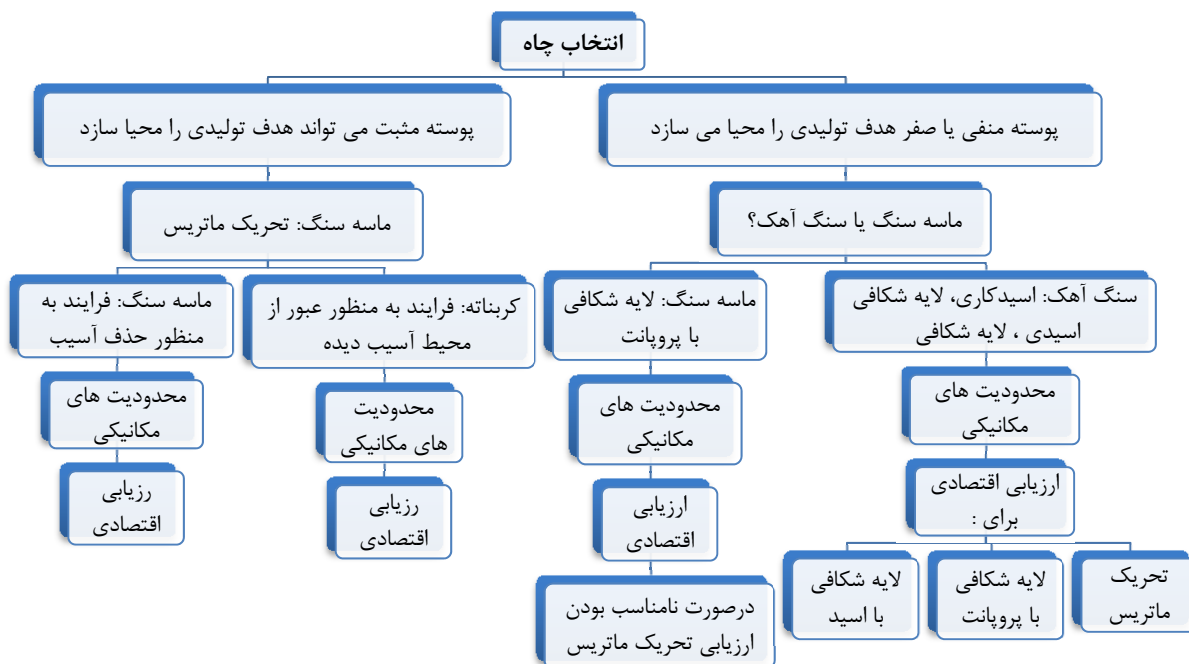 انتخاب چاه
پوسته منفی یا صفر هدف تولیدی را محیا می سازد
پوسته مثبت می تواند هدف تولیدی را محیا سازد
ماسه سنگ یا سنگ آهک؟
ماسه سنگ: تحریک ماتریس
سنگ آهک: اسیدکاری، لایه شکافی
اسیدی ، لایه شکافی
ماسه سنگ: لایه شکافی
با پروپانت
کربناته: فرایند به منظور عبور از
محیط آسیب دیده
ماسه سنگ: فرایند به
منظور حذف آسیب
محدودیت های
مکانیکی
محدودیت های
مکانیکی
محدودیت
های مکانیکی
محدودیت های
مکانیکی
ارزیابی اقتصادی
برای :
ارزیابی
اقتصادی
رزیابی
اقتصادی
رزیابی
اقتصادی
تحریک
ماتریس
لایه شکافی
با پروپانت
لایه شکافی
با اسید
درصورت نامناسب بودن
ارزیابی تحریک ماتریس